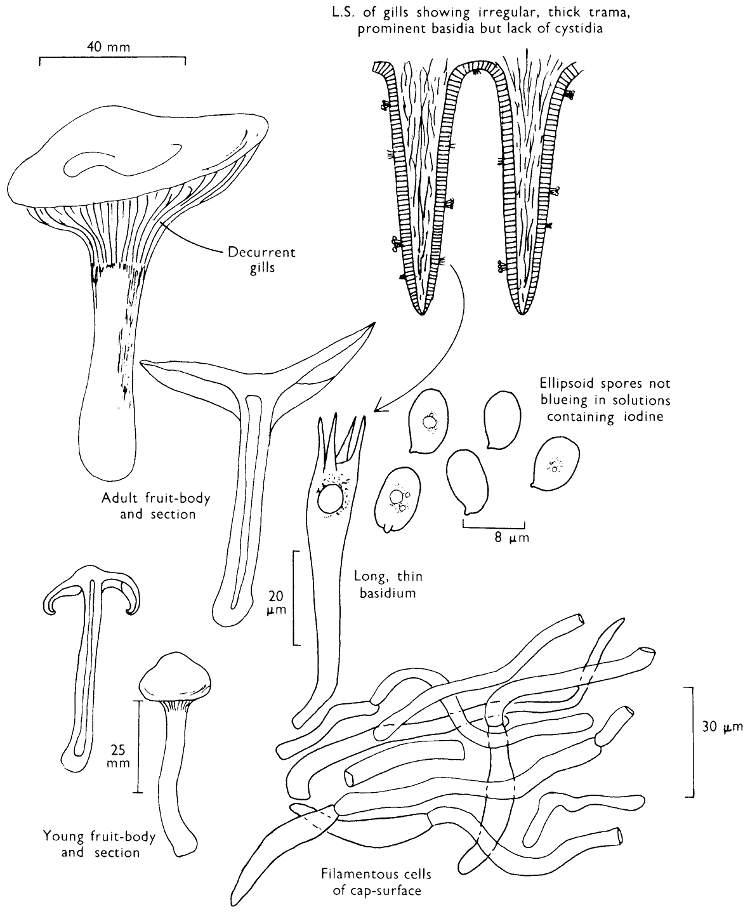 L.S. of gills showing irregular, thick trama,
prominent basidia but lack of cystidia
40 mm
Decurrent
gills
Ellipsoid spores not
blueing in solutions
containing iodine
Adult fruit-body
and section
8 μm
Long, thin
basidium
20
μm
25
mm
30 μm
Young fruit-body
and section
Filamentous cells
of cap-surface